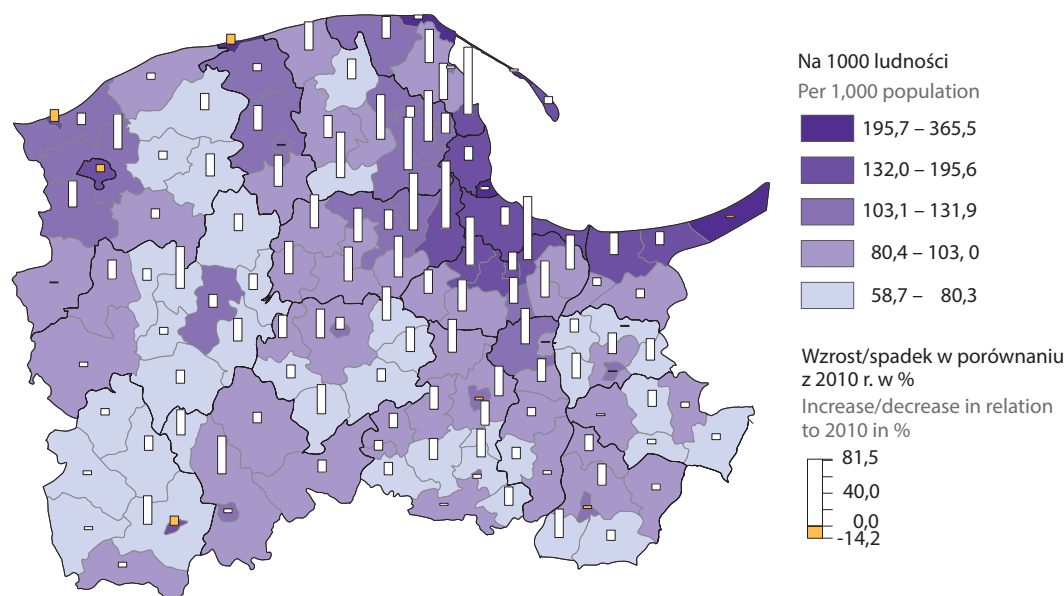 Na 1000 ludności
Per 1,000 population
195,7 – 365,5
132,0 – 195,6
103,1 – 131,9
80,4 – 103, 0
58,7 – 80,3
Wzrost/spadek w porównaniu
z 2010 r. w %
Increase/decrease in relation
to 2010 in %
81,5
40,0
0,0
-14,2